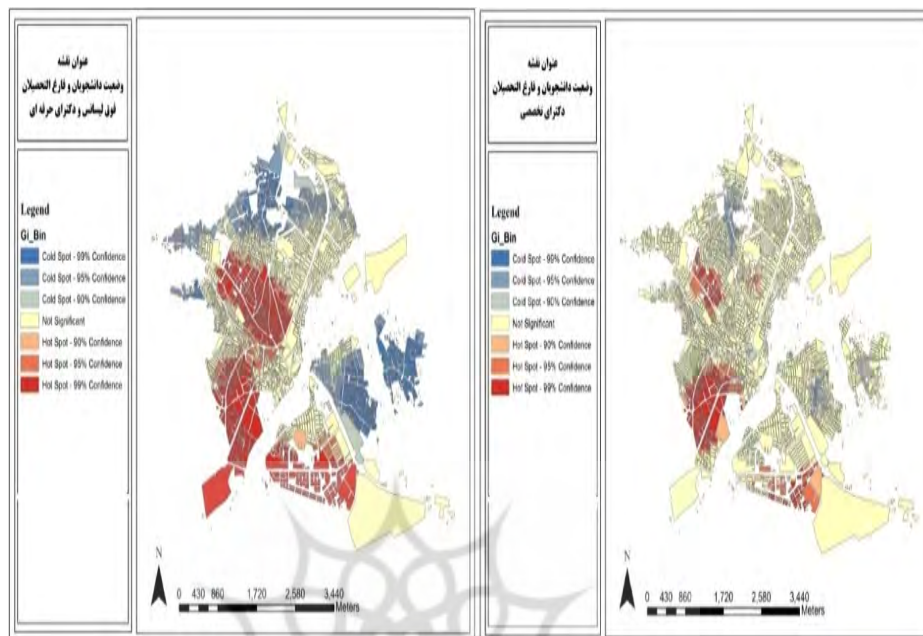 عنوان نقشه
وضعیت دانشجویان و فارغ التحصیلان
فوق لیسانس و دکترای حرفه ای
Legend
Gi_Bin
Cold Spot - 99% Confidence
Cold Spot - 95% Confidence
Cold Spot - 90% Confidence
Not Significant
Hot Spot - 90% Confidence
Hot Spot - 95% Confidence
Hot Spot - 99% Confidence
N
0 430 860 1,720 2,580 3,440
Meters
عنوان نقشه
وضعیت دانشجویان و فارغ التحصیلان
دکترای تخصصی
Legend
Gi_Bin
Cold Spot - 99% Confidence
Cold Spot - 95% Confidence
Cold Spot - 90% Confidence
Not Significant
Hot Spot - 90% Confidence
Hot Spot - 95% Confidence
Hot Spot - 99% Confidence
N
0 430 860 1,720 2,580 3,440
Meters